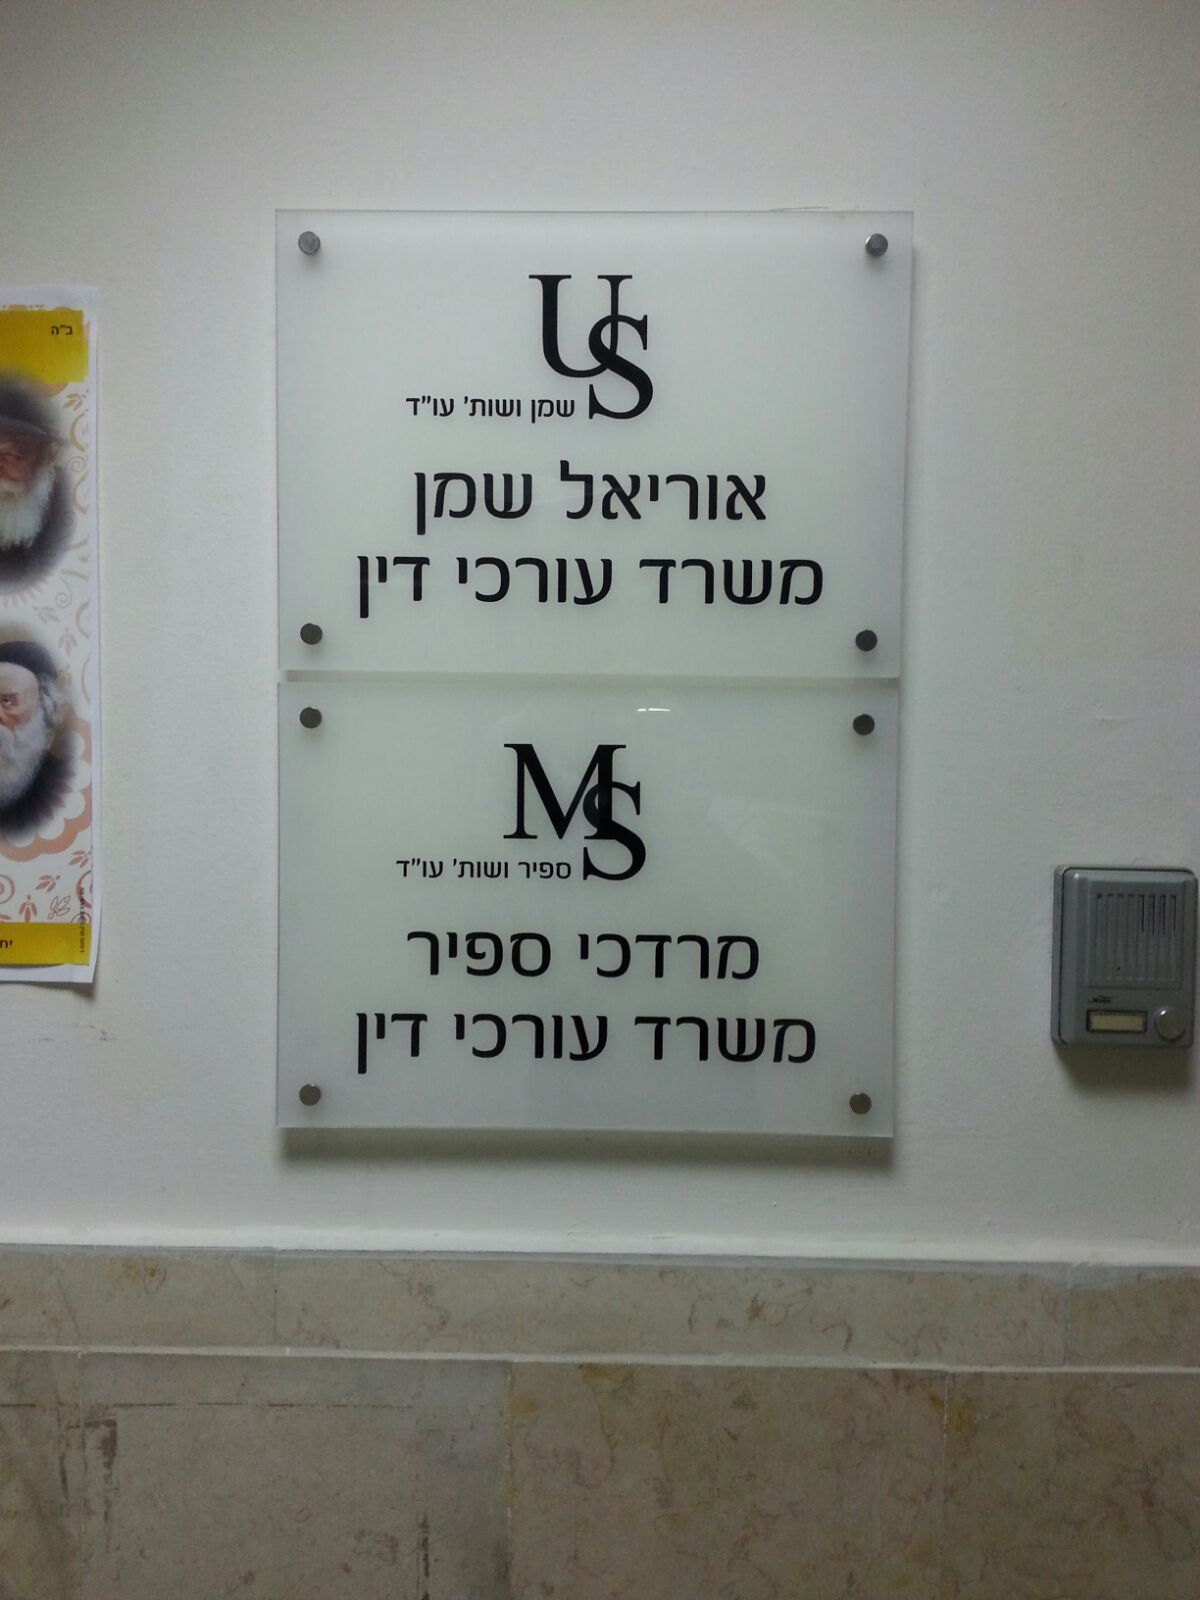 ב"ה
US
שמן ושות' עו"ד
אוריאל שמן
משרד עורכי דין
MS
ספיר ושות' עו"ד
מרדכי ספיר
משרד עורכי דין